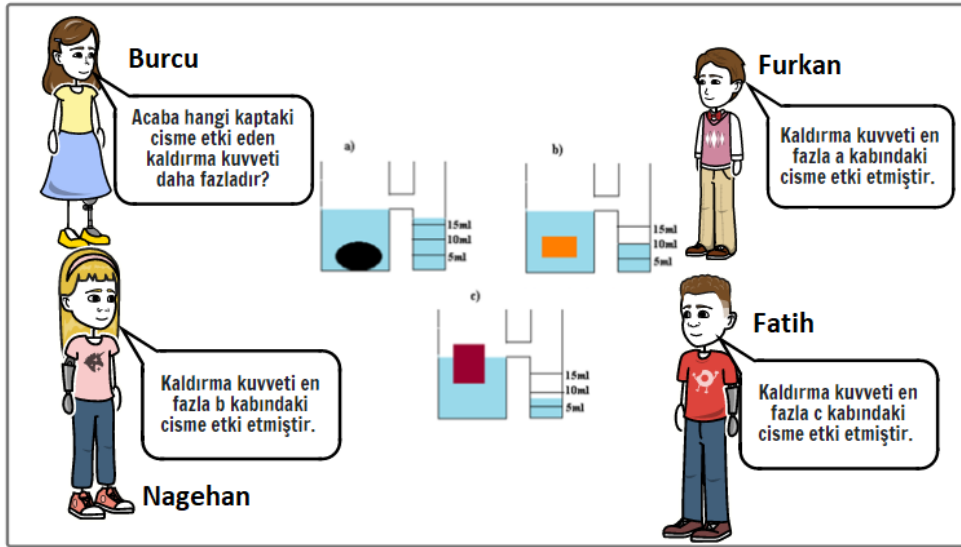 Burcu
Acaba hangi kaptaki
cisme etki eden
kaldırma kuvveti
daha fazladır?
Furkan
Kaldırma kuvveti en
fazla a kabındaki
cisme etki etmiştir.
a)
15ml
10ml
5ml
b)
15ml
10ml
5ml
c)
15ml
10ml
5ml
Kaldırma kuvveti en
fazla b kabındaki
cisme etki etmiştir.
Nagehan
Fatih
Kaldırma kuvveti en
fazla c kabındaki
cisme etki etmiştir.